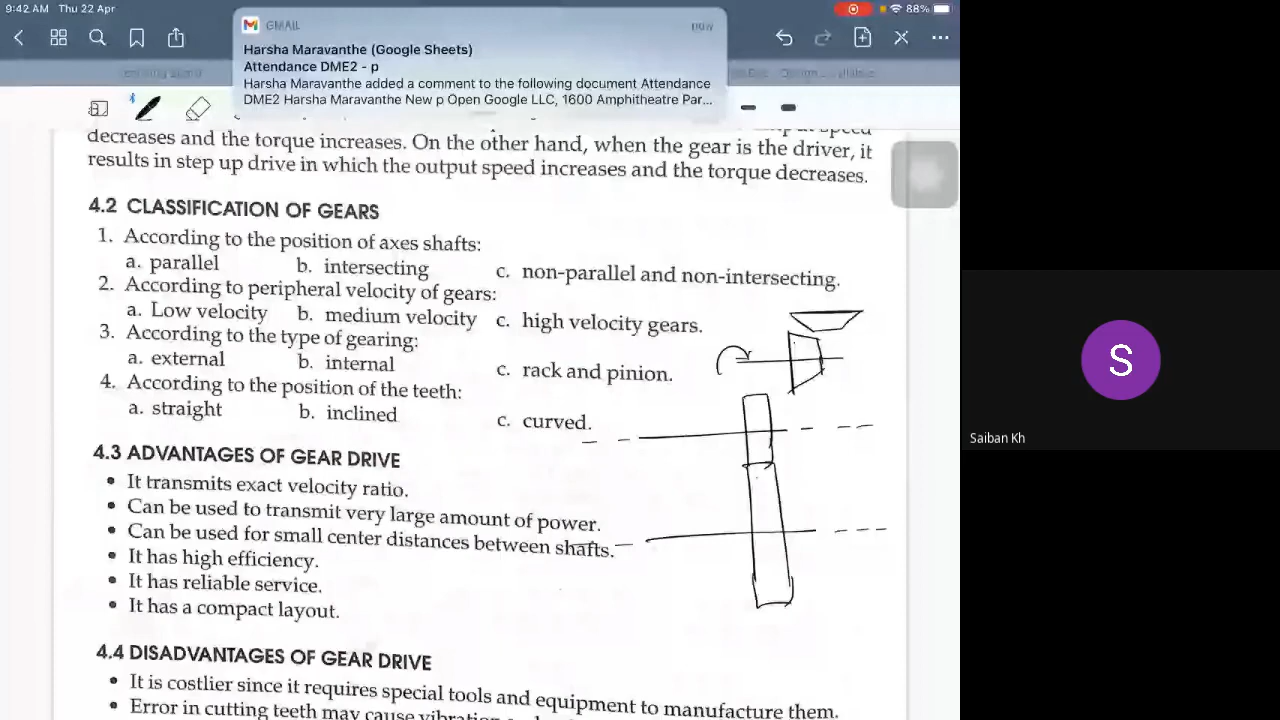 9:42 AM Thu 22 Apr
88%
GMAIL
now
Harsha Maravanthe (Google Sheets)
Attendance DME2 - p
Harsha Maravanthe added a comment to the following document Attendance
DME2 Harsha Maravanthe New p Open Google LLC, 1600 Amphitheatre Par...
speed
decreases and the torque increases. On the other hand, when the gear is the driver, it
results in step up drive in which the output speed increases and the torque decreases.
4.2 CLASSIFICATION OF GEARS
1. According to the position of axes shafts:
a. parallel b. intersecting c. non-parallel and non-intersecting.
2. According to peripheral velocity of gears:
a. Low velocity b. medium velocity c. high velocity gears.
3. According to the type of gearing:
a. external b. internal c. rack and pinion.
4. According to the position of the teeth:
a. straight b. inclined c. curved.
4.3 ADVANTAGES OF GEAR DRIVE
• It transmits exact velocity ratio.
• Can be used to transmit very large amount of power.
• Can be used for small center distances between shafts.
• It has high efficiency.
• It has reliable service.
• It has a compact layout.
4.4 DISADVANTAGES OF GEAR DRIVE
• It is costlier since it requires special tools and equipment to manufacture them.
• Error in cutting teeth may cause
S
Saiban Kh